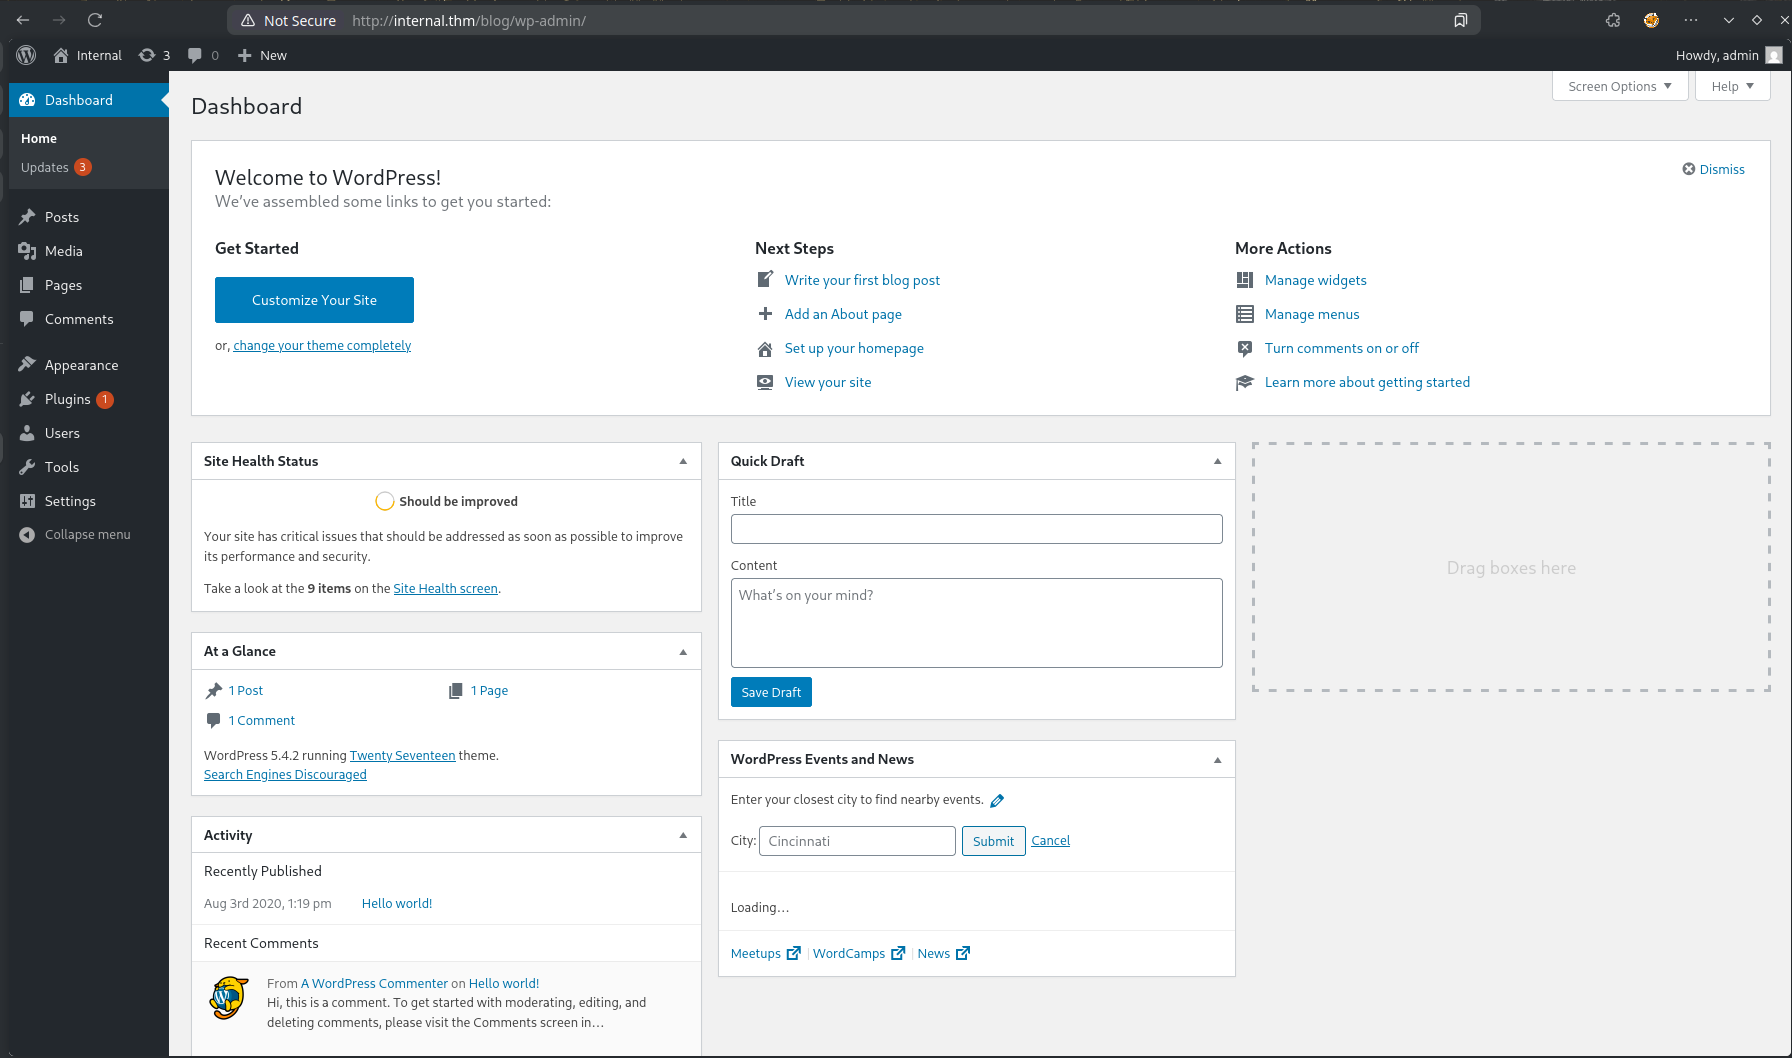 Not Secure http://internal.thm/blog/wp-admin/
Internal 3 0 New
Howdy, admin
Dashboard
Home
Updates 3
Posts
Media
Pages
Comments
Appearance
Plugins 1
Users
Tools
Settings
Collapse menu
Dashboard
Screen Options
Help
Welcome to WordPress!
We've assembled some links to get you started:
Dismiss
Get Started
Customize Your Site
or, change your theme completely
Next Steps
Write your first blog post
Add an About page
Set up your homepage
View your site
More Actions
Manage widgets
Manage menus
Turn comments on or off
Learn more about getting started
Site Health Status
Should be improved
Your site has critical issues that should be addressed as soon as possible to improve
its performance and security.
Take a look at the 9 items on the Site Health screen.
At a Glance
1 Post
1 Page
1 Comment
WordPress 5.4.2 running Twenty Seventeen theme.
Search Engines Discouraged
Activity
Recently Published
Aug 3rd 2020, 1:19 pm Hello world!
Recent Comments
From A WordPress Commenter on Hello world!
Hi, this is a comment. To get started with moderating, editing, and
deleting comments, please visit the Comments screen in…
Quick Draft
Title
Content
What's on your mind?
Save Draft
WordPress Events and News
Enter your closest city to find nearby events.
City: Cincinnati Submit Cancel
Loading…
Meetups | WordCamps | News
Drag boxes here